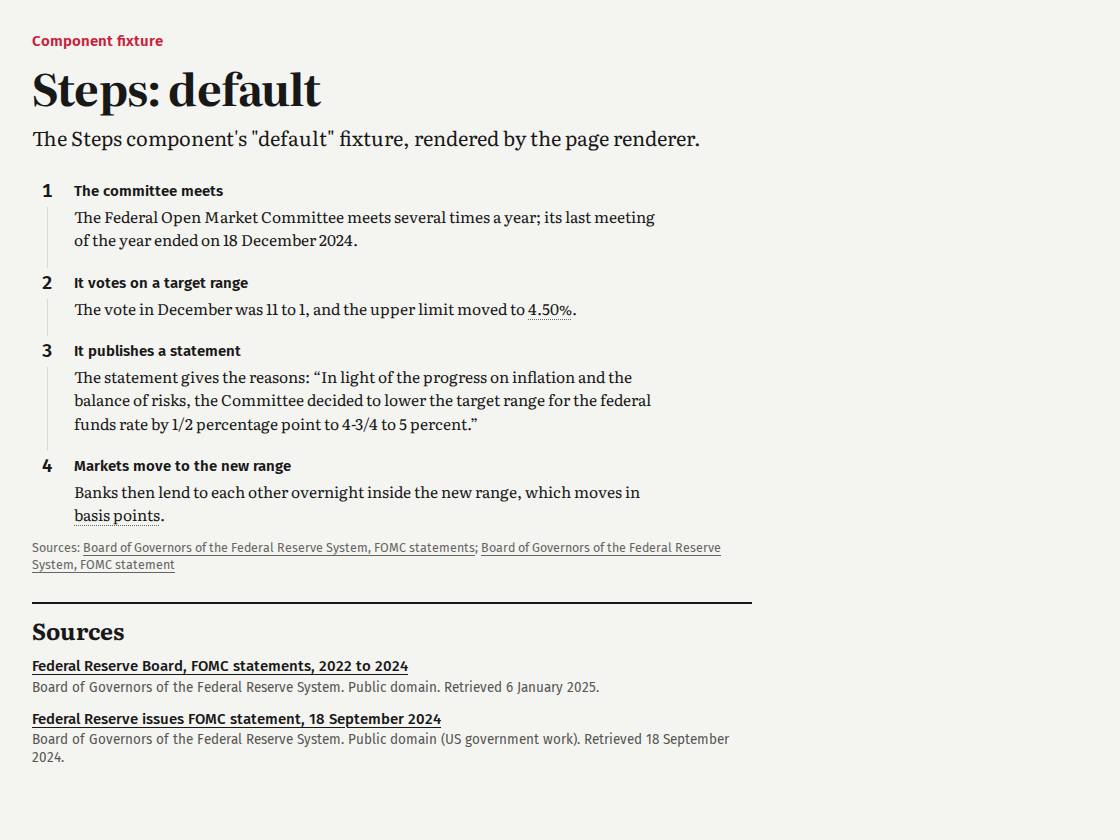 Component fixture
Steps: default
The Steps component's "default" fixture, rendered by the page renderer.
1 The committee meets
The Federal Open Market Committee meets several times a year; its last meeting
of the year ended on 18 December 2024.
2 It votes on a target range
The vote in December was 11 to 1, and the upper limit moved to 4.50%.
3 It publishes a statement
The statement gives the reasons: “In light of the progress on inflation and the
balance of risks, the Committee decided to lower the target range for the federal
funds rate by 1/2 percentage point to 4-3/4 to 5 percent.”
4 Markets move to the new range
Banks then lend to each other overnight inside the new range, which moves in
basis points.
Sources: Board of Governors of the Federal Reserve System, FOMC statements; Board of Governors of the Federal Reserve
System, FOMC statement
Sources
Federal Reserve Board, FOMC statements, 2022 to 2024
Board of Governors of the Federal Reserve System. Public domain. Retrieved 6 January 2025.
Federal Reserve issues FOMC statement, 18 September 2024
Board of Governors of the Federal Reserve System. Public domain (US government work). Retrieved 18 September
2024.